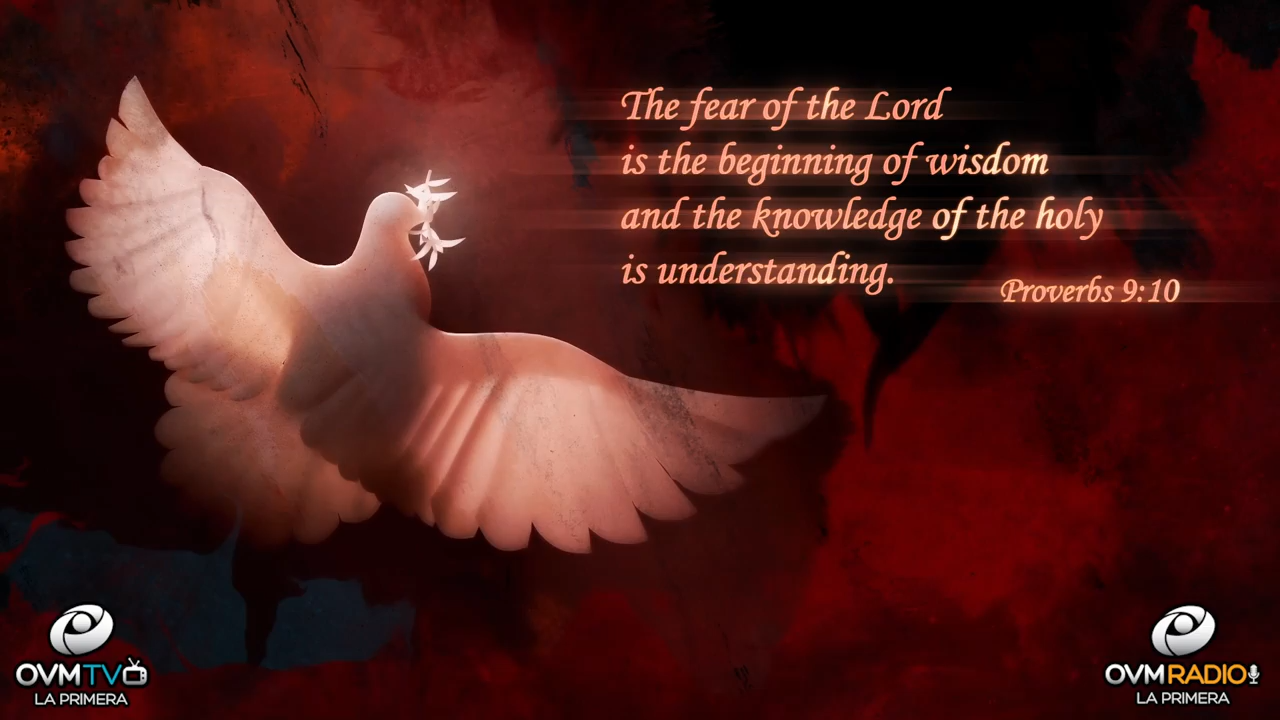 The fear of the Lord
is the beginning of wisdom
and the knowledge of the holy
is understanding.
Proverbs 9:10
OVMTV
LA PRIMERA
OVMRADIO
LA PRIMERA